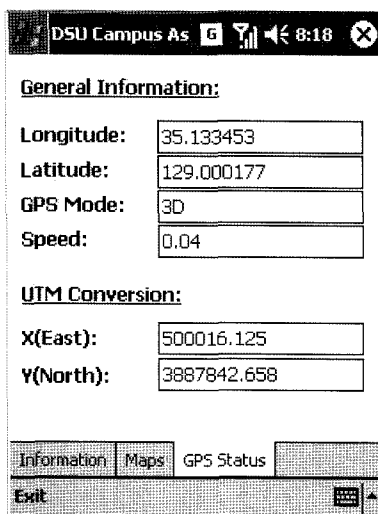 DSU Campus As G 8:18
General Information:
Longitude: 35.133453
Latitude: 129.000177
GPS Mode: 3D
Speed: 0.04
UTM Conversion:
X(East): 500016.125
Y(North): 3887842.658
Information Maps GPS Status
Exit